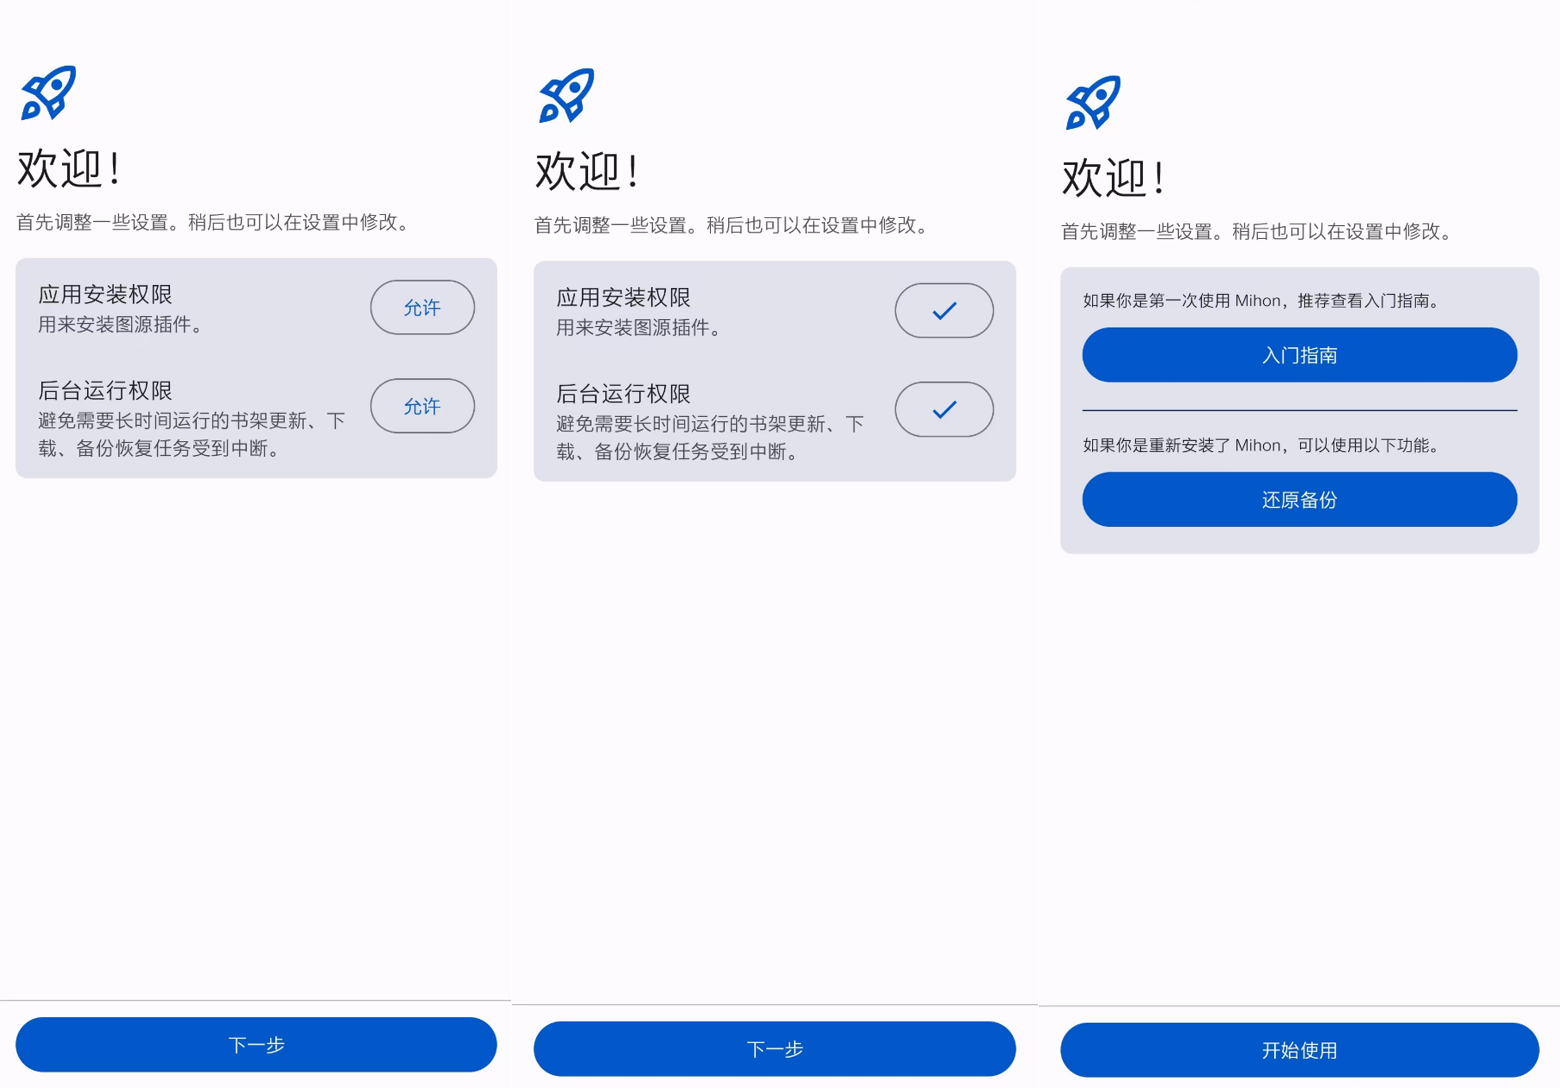 欢迎！
首先调整一些设置。稍后也可以在设置中修改。
应用安装权限
用来安装图源插件。
允许
后台运行权限
避免需要长时间运行的书架更新、下
载、备份恢复任务受到中断。
允许
下一步
欢迎！
首先调整一些设置。稍后也可以在设置中修改。
应用安装权限
用来安装图源插件。
后台运行权限
避免需要长时间运行的书架更新、下
载、备份恢复任务受到中断。
下一步
欢迎！
首先调整一些设置。稍后也可以在设置中修改。
如果你是第一次使用 Mihon，推荐查看入门指南。
入门指南
如果你是重新安装了 Mihon，可以使用以下功能。
还原备份
开始使用